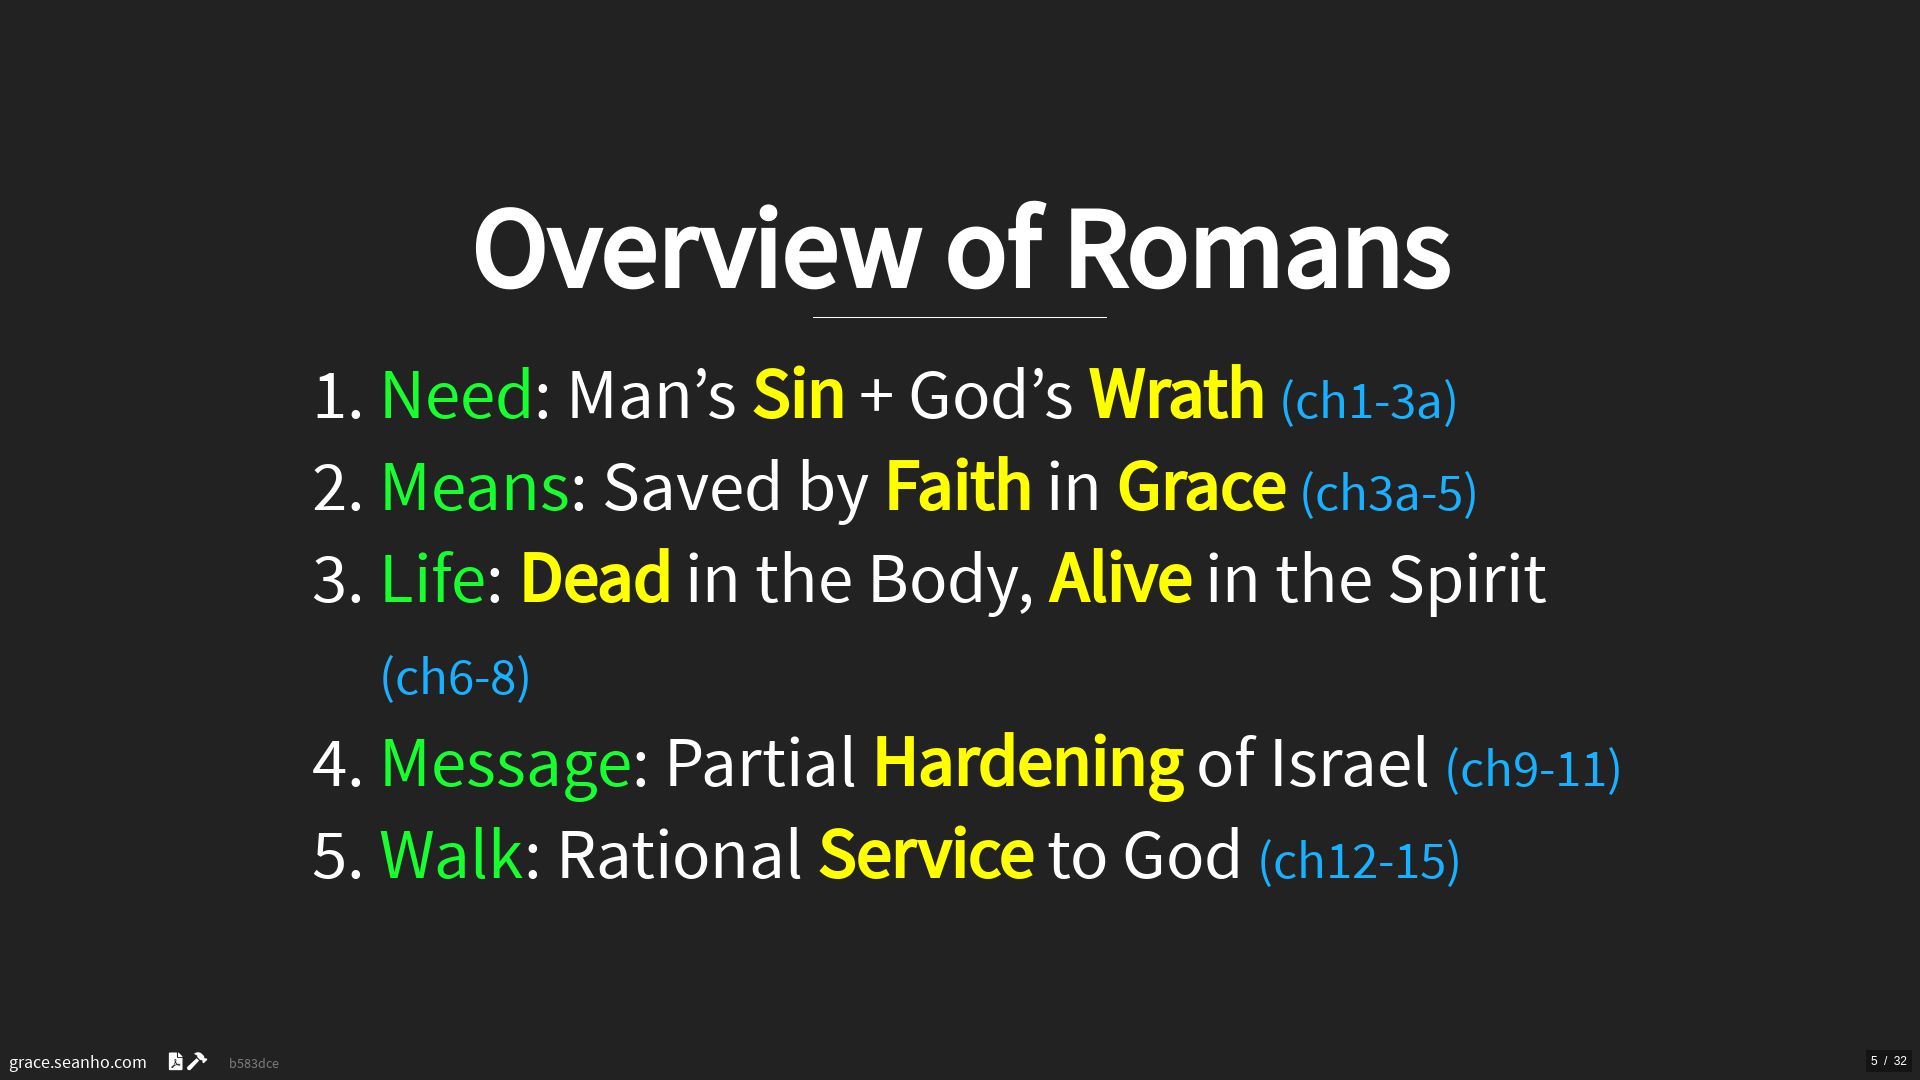 Overview of Romans
1. Need: Man’s Sin + God’s Wrath (ch1-3a)
2. Means: Saved by Faith in Grace (ch3a-5)
3. Life: Dead in the Body, Alive in the Spirit
(ch6-8)
4. Message: Partial Hardening of Israel (ch9-11)
5. Walk: Rational Service to God (ch12-15)
grace.seanho.com b583dce
5 / 32